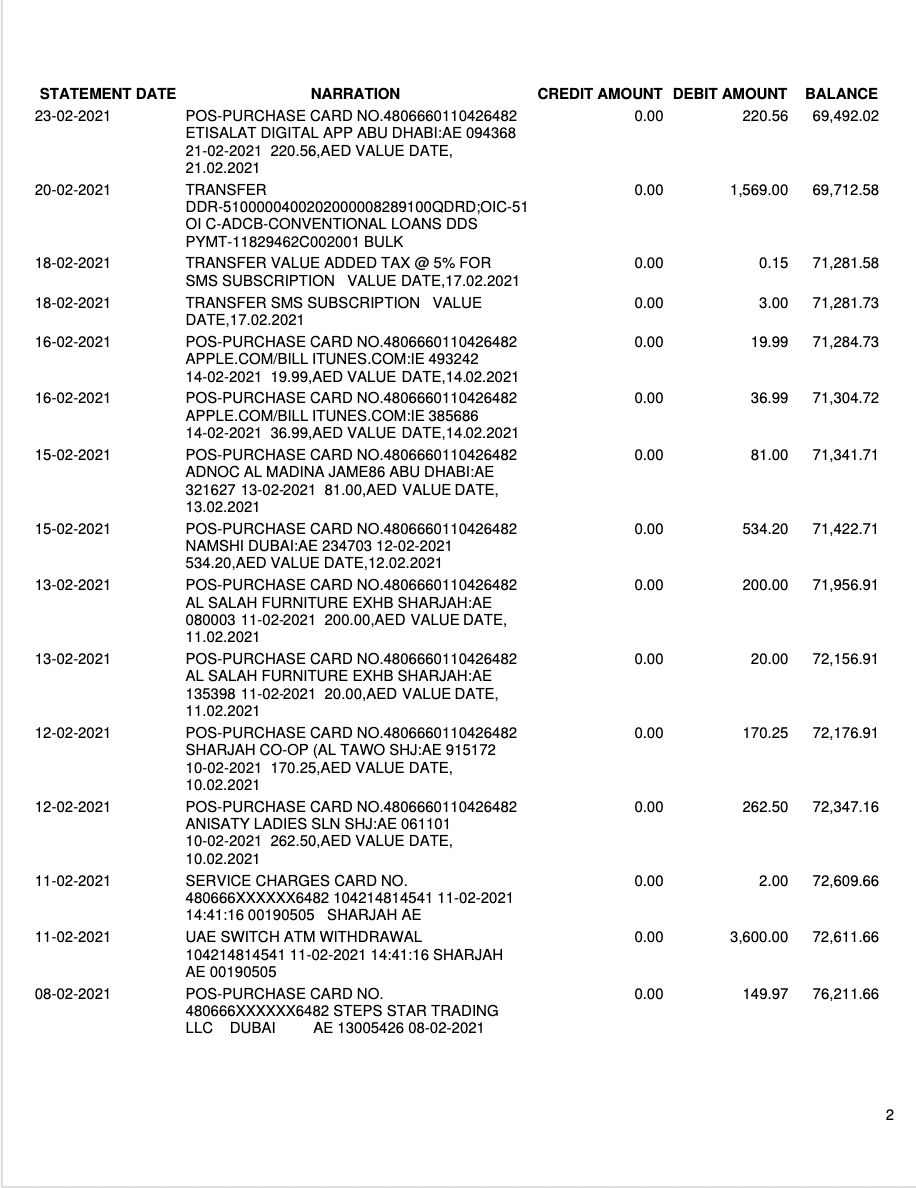 STATEMENT DATE NARRATION CREDIT AMOUNT DEBIT AMOUNT BALANCE
23-02-2021 POS-PURCHASE CARD NO.4806660110426482 0.00 220.56 69,492.02
ETISALAT DIGITAL APP ABU DHABI:AE 094368
21-02-2021 220.56,AED VALUE DATE,
21.02.2021
20-02-2021 TRANSFER 0.00 1,569.00 69,712.58
DDR-5100000400202000008289100QDRD;OIC-51
OI C-ADCB-CONVENTIONAL LOANS DDS
PYMT-11829462C002001 BULK
18-02-2021 TRANSFER VALUE ADDED TAX @ 5% FOR 0.00 0.15 71,281.58
SMS SUBSCRIPTION VALUE DATE,17.02.2021
18-02-2021 TRANSFER SMS SUBSCRIPTION VALUE 0.00 3.00 71,281.73
DATE,17.02.2021
16-02-2021 POS-PURCHASE CARD NO.4806660110426482 0.00 19.99 71,284.73
APPLE.COM/BILL ITUNES.COM:IE 493242
14-02-2021 19.99,AED VALUE DATE,14.02.2021
16-02-2021 POS-PURCHASE CARD NO.4806660110426482 0.00 36.99 71,304.72
APPLE.COM/BILL ITUNES.COM:IE 385686
14-02-2021 36.99,AED VALUE DATE,14.02.2021
15-02-2021 POS-PURCHASE CARD NO.4806660110426482 0.00 81.00 71,341.71
ADNOC AL MADINA JAME86 ABU DHABI:AE
321627 13-02-2021 81.00,AED VALUE DATE,
13.02.2021
15-02-2021 POS-PURCHASE CARD NO.4806660110426482 0.00 534.20 71,422.71
NAMSHI DUBAI:AE 234703 12-02-2021
534.20,AED VALUE DATE,12.02.2021
13-02-2021 POS-PURCHASE CARD NO.4806660110426482 0.00 200.00 71,956.91
AL SALAH FURNITURE EXHB SHARJAH:AE
080003 11-02-2021 200.00,AED VALUE DATE,
11.02.2021
13-02-2021 POS-PURCHASE CARD NO.4806660110426482 0.00 20.00 72,156.91
AL SALAH FURNITURE EXHB SHARJAH:AE
135398 11-02-2021 20.00,AED VALUE DATE,
11.02.2021
12-02-2021 POS-PURCHASE CARD NO.4806660110426482 0.00 170.25 72,176.91
SHARJAH CO-OP (AL TAWO SHJ:AE 915172
10-02-2021 170.25,AED VALUE DATE,
10.02.2021
12-02-2021 POS-PURCHASE CARD NO.4806660110426482 0.00 262.50 72,347.16
ANISATY LADIES SLN SHJ:AE 061101
10-02-2021 262.50,AED VALUE DATE,
10.02.2021
11-02-2021 SERVICE CHARGES CARD NO. 0.00 2.00 72,609.66
480666XXXXXX6482 104214814541 11-02-2021
14:41:16 00190505 SHARJAH AE
11-02-2021 UAE SWITCH ATM WITHDRAWAL 0.00 3,600.00 72,611.66
104214814541 11-02-2021 14:41:16 SHARJAH
AE 00190505
08-02-2021 POS-PURCHASE CARD NO. 0.00 149.97 76,211.66
480666XXXXXX6482 STEPS STAR TRADING
LLC DUBAI AE 13005426 08-02-2021
2